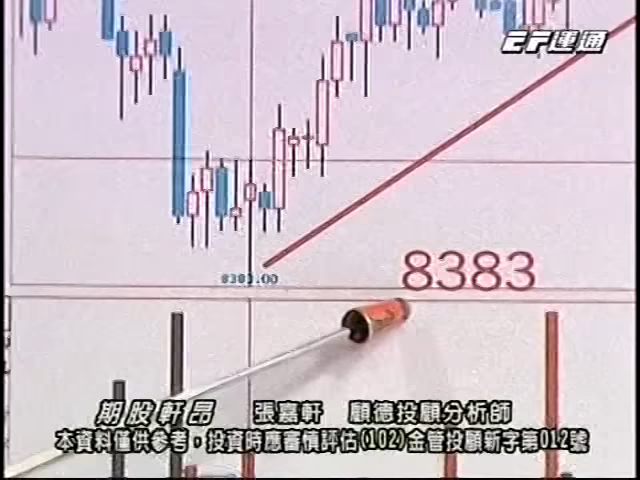 EF運通
8383.00
8383
期股軒昂 張嘉軒 顧德投顧分析師
本資料僅供參考，投資時應審慎評估(102)金管投顧新字第012號